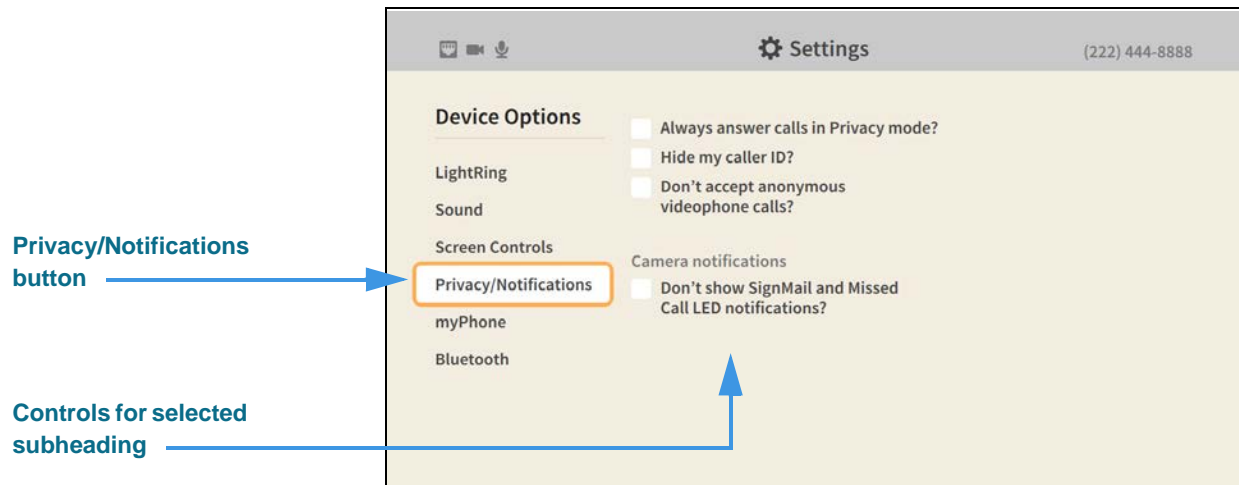 Settings
(222) 444-8888
Device Options
LightRing
Sound
Screen Controls
Privacy/Notifications
myPhone
Bluetooth
Always answer calls in Privacy mode?
Hide my caller ID?
Don’t accept anonymous
videophone calls?
Camera notifications
Don’t show SignMail and Missed
Call LED notifications?
Privacy/Notifications
button
Controls for selected
subheading